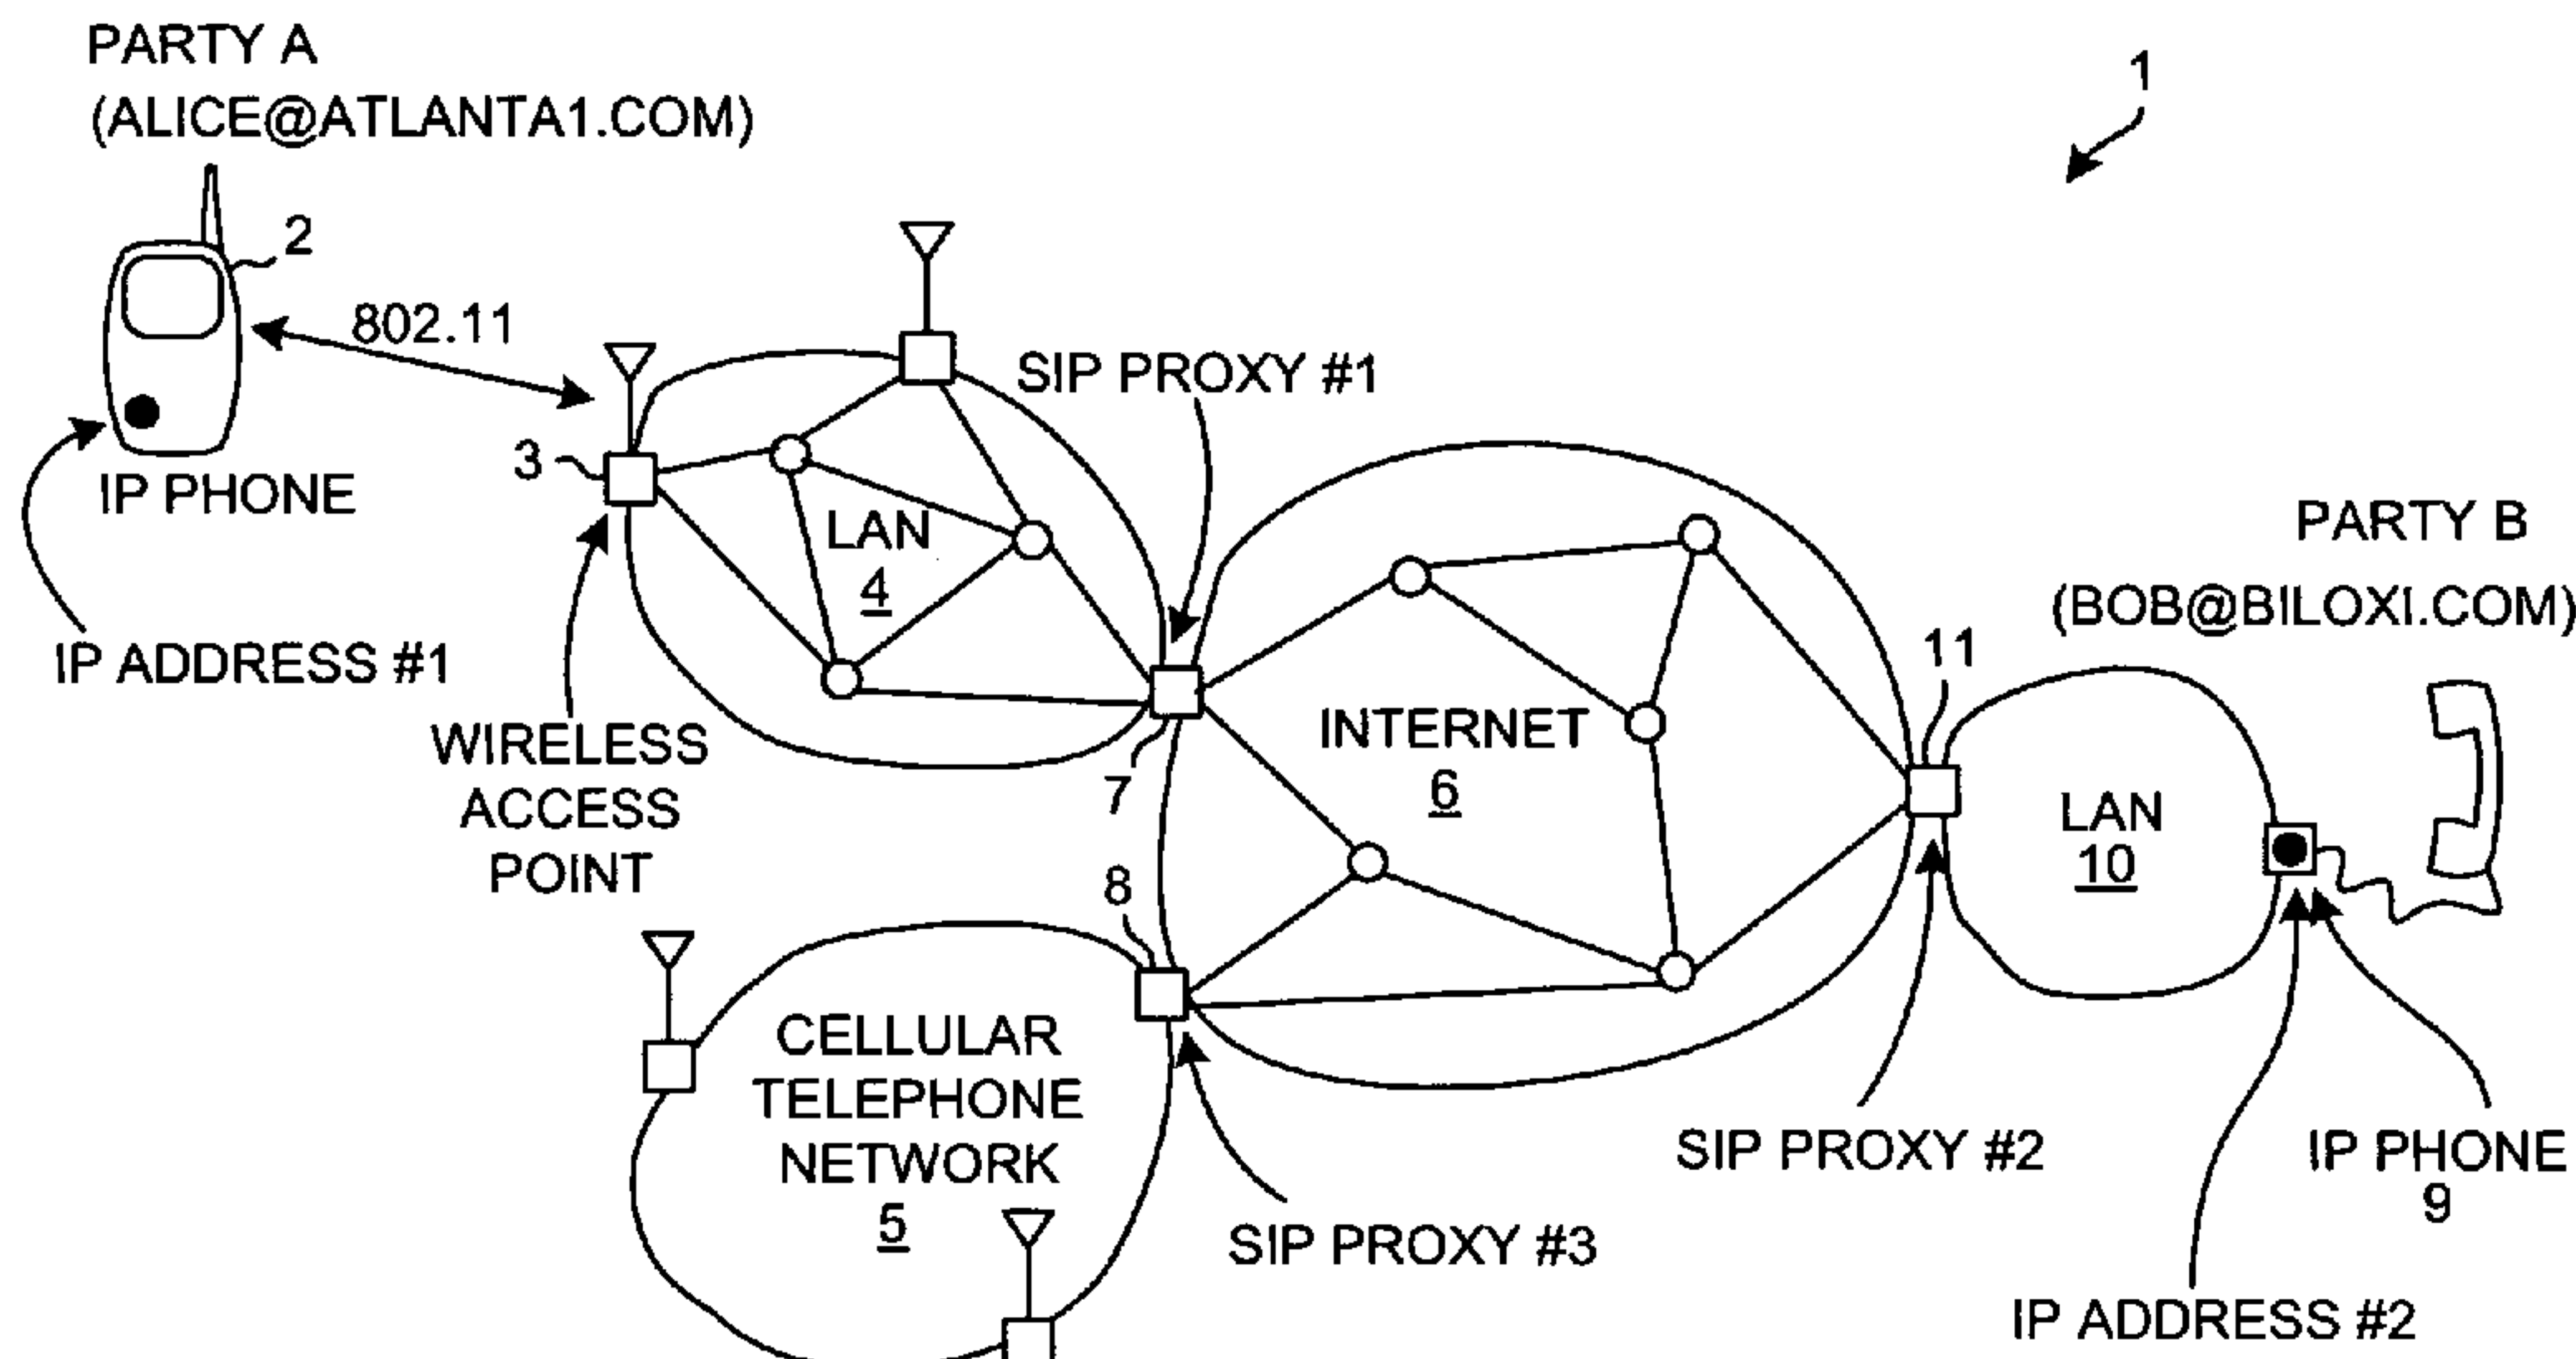 PARTY A
(ALICE@ATLANTA1.COM)
1
2
802.11
SIP PROXY #1
3
IP PHONE
LAN
4
IP ADDRESS #1
WIRELESS
ACCESS
POINT
7
INTERNET
6
PARTY B
(BOB@BILOXI.COM)
11
LAN
10
8
CELLULAR
TELEPHONE
NETWORK
5
SIP PROXY #3
SIP PROXY #2
IP PHONE
9
IP ADDRESS #2